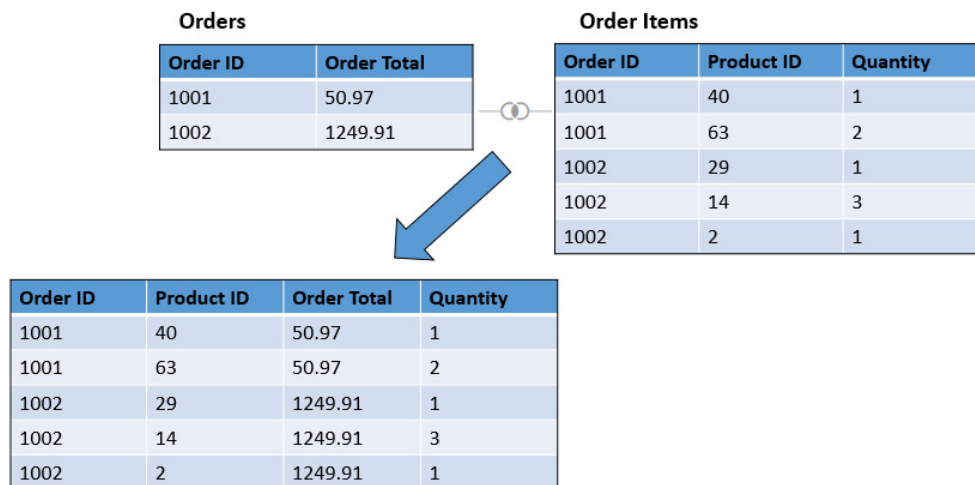 Orders
Order ID Order Total
1001 50.97
1002 1249.91
Order Items
Order ID Product ID Quantity
1001 40 1
1001 63 2
1002 29 1
1002 14 3
1002 2 1
Order ID Product ID Order Total Quantity
1001 40 50.97 1
1001 63 50.97 2
1002 29 1249.91 1
1002 14 1249.91 3
1002 2 1249.91 1